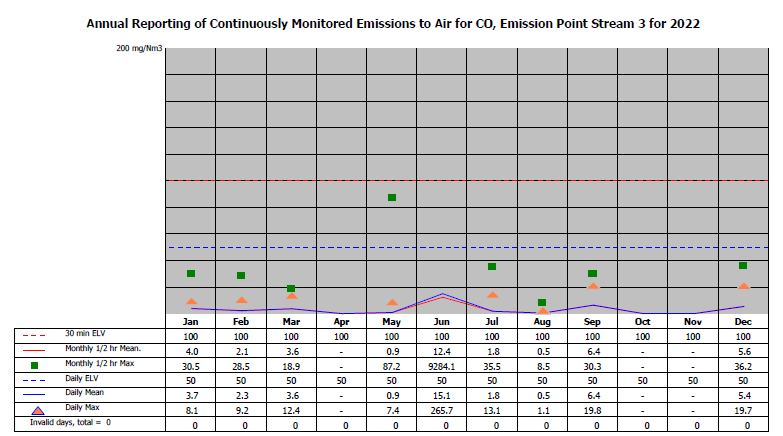 Annual Reporting of Continuously Monitored Emissions to Air for CO, Emission Point Stream 3 for 2022
200 mg/Nm3
Jan Feb Mar Apr May Jun Jul Aug Sep Oct Nov Dec
30 min ELV 100 100 100 100 100 100 100 100 100 100 100 100
Monthly 1/2 hr Mean. 4.0 2.1 3.6 - 0.9 12.4 1.8 0.5 6.4 - - 5.6
Monthly 1/2 hr Max 30.5 28.5 18.9 - 87.2 9284.1 35.5 8.5 30.3 - - 36.2
Daily ELV 50 50 50 50 50 50 50 50 50 50 50 50
Daily Mean 3.7 2.3 3.6 - 0.9 15.1 1.8 0.5 6.4 - - 5.4
Daily Max 8.1 9.2 12.4 - 7.4 265.7 13.1 1.1 19.8 - - 19.7
Invalid days, total = 0 0 0 0 0 0 0 0 0 0 0 0 0